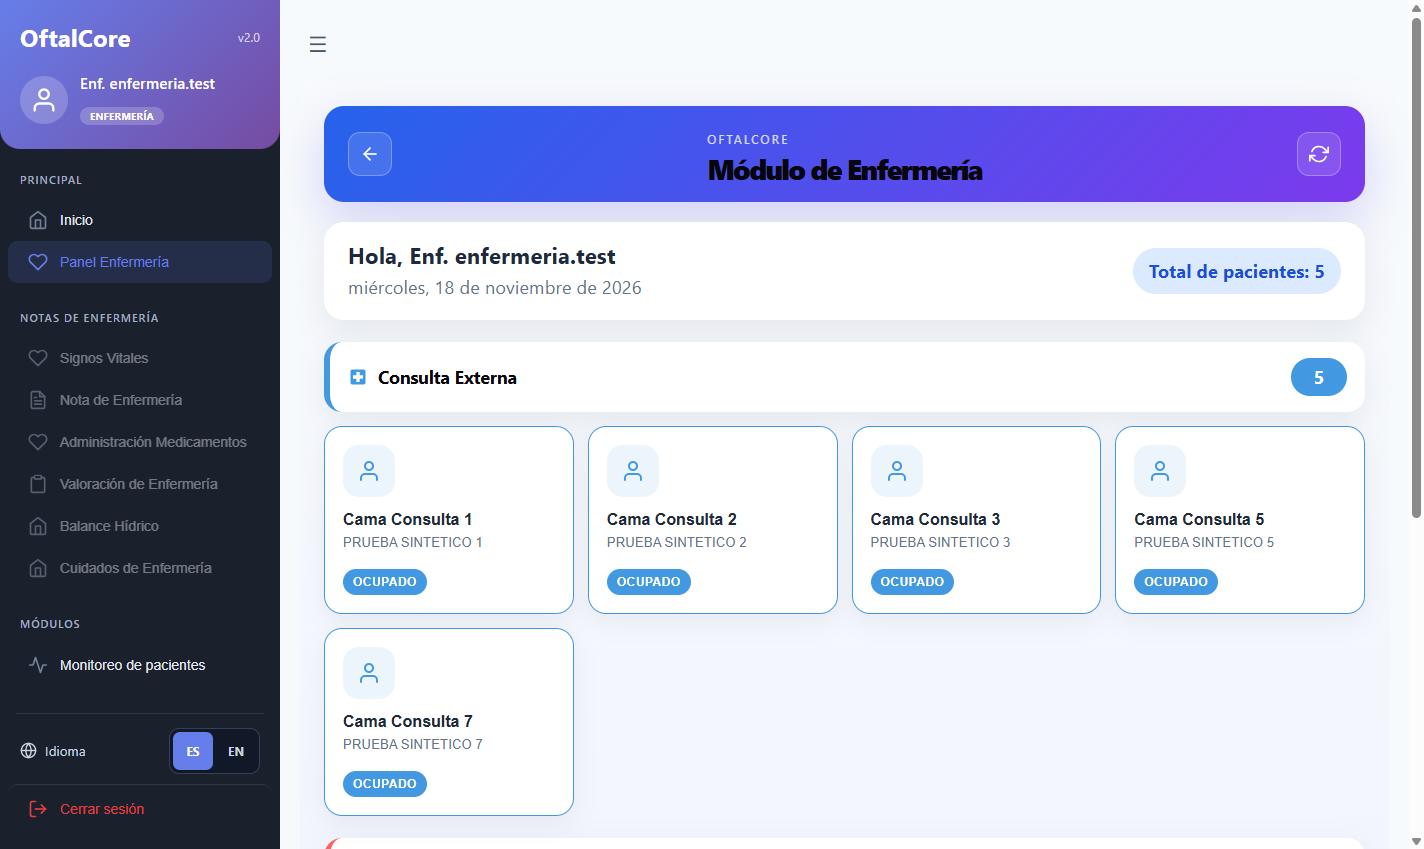 OftalCore
v2.0
Enf. enfermeria.test
ENFERMERÍA
PRINCIPAL
Inicio
Panel Enfermería
NOTAS DE ENFERMERÍA
Signos Vitales
Nota de Enfermería
Administración Medicamentos
Valoración de Enfermería
Balance Hídrico
Cuidados de Enfermería
MÓDULOS
Monitoreo de pacientes
Idioma
ES
EN
Cerrar sesión
OFTALCORE
Módulo de Enfermería
Hola, Enf. enfermeria.test
miércoles, 18 de noviembre de 2026
Total de pacientes: 5
Consulta Externa
5
Cama Consulta 1
PRUEBA SINTETICO 1
OCUPADO
Cama Consulta 2
PRUEBA SINTETICO 2
OCUPADO
Cama Consulta 3
PRUEBA SINTETICO 3
OCUPADO
Cama Consulta 5
PRUEBA SINTETICO 5
OCUPADO
Cama Consulta 7
PRUEBA SINTETICO 7
OCUPADO